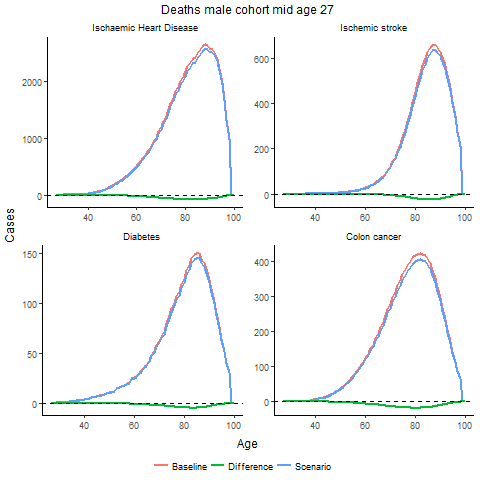 Deaths male cohort mid age 27
Ischaemic Heart Disease
Ischemic stroke
2000
1000
0
40 60 80 100
600
400
200
0
40 60 80 100
Cases
Diabetes
Colon cancer
150
100
50
0
40 60 80 100
400
300
200
100
0
40 60 80 100
Age
Baseline Difference Scenario